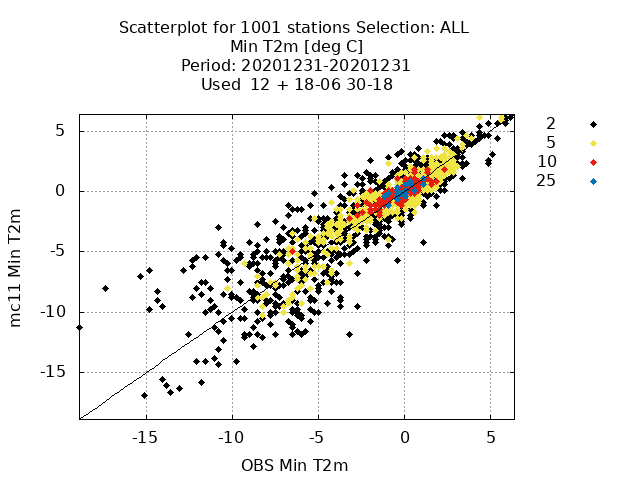 Scatterplot for 1001 stations Selection: ALL
Min T2m [deg C]
Period: 20201231-20201231
Used  12 + 18-06 30-18
2
5
10
25
5
0
-5
-10
-15
mc11 Min T2m
-15 -10 -5 0 5
OBS Min T2m